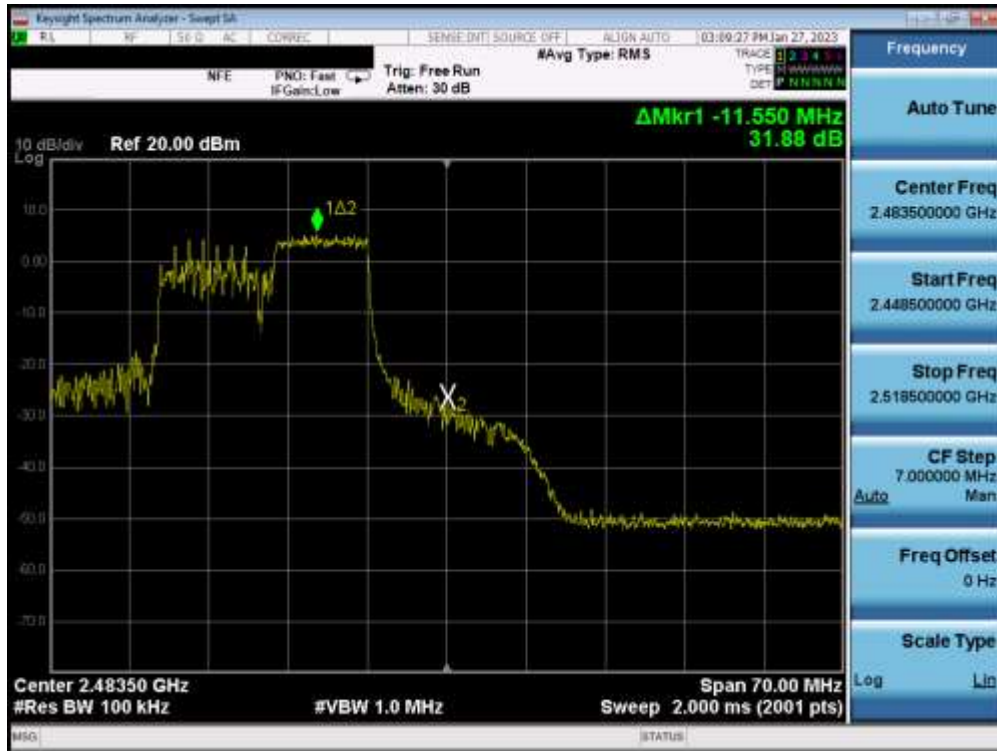 Keysight Spectrum Analyzer - Swept SA
RL RF 50 Ω AC CORREC SENSE:INT SOURCE OFF ALIGN AUTO 03:09:27 PM Jan 27, 2023
#Avg Type: RMS
TRACE 1 2 3 4 5 6
NFE PNO: Fast Trig: Free Run
TYPE
IFGain:Low Atten: 30 dB
DET P N N N N N
ΔMkr1 -11.550 MHz
31.88 dB
10 dB/div Ref 20.00 dBm
Log
10.0
0.00
-10.0
-20.0
-30.0
-40.0
-50.0
-60.0
-70.0
1Δ2
X2
Center 2.48350 GHz Span 70.00 MHz
#Res BW 100 kHz #VBW 1.0 MHz Sweep 2.000 ms (2001 pts)
MSG STATUS
Frequency
Auto Tune
Center Freq
2.483500000 GHz
Start Freq
2.448500000 GHz
Stop Freq
2.518500000 GHz
CF Step
7.000000 MHz
Auto Man
Freq Offset
0 Hz
Scale Type
Log Lin